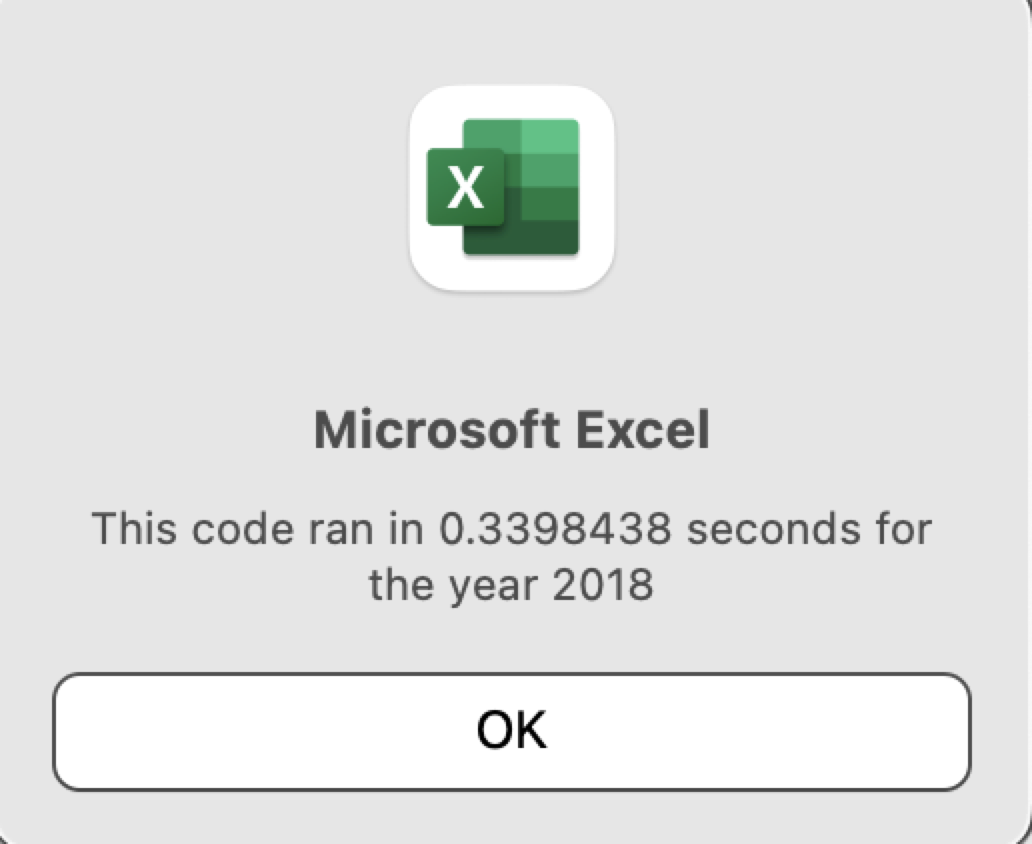 X
Microsoft Excel
This code ran in 0.3398438 seconds for
the year 2018
OK